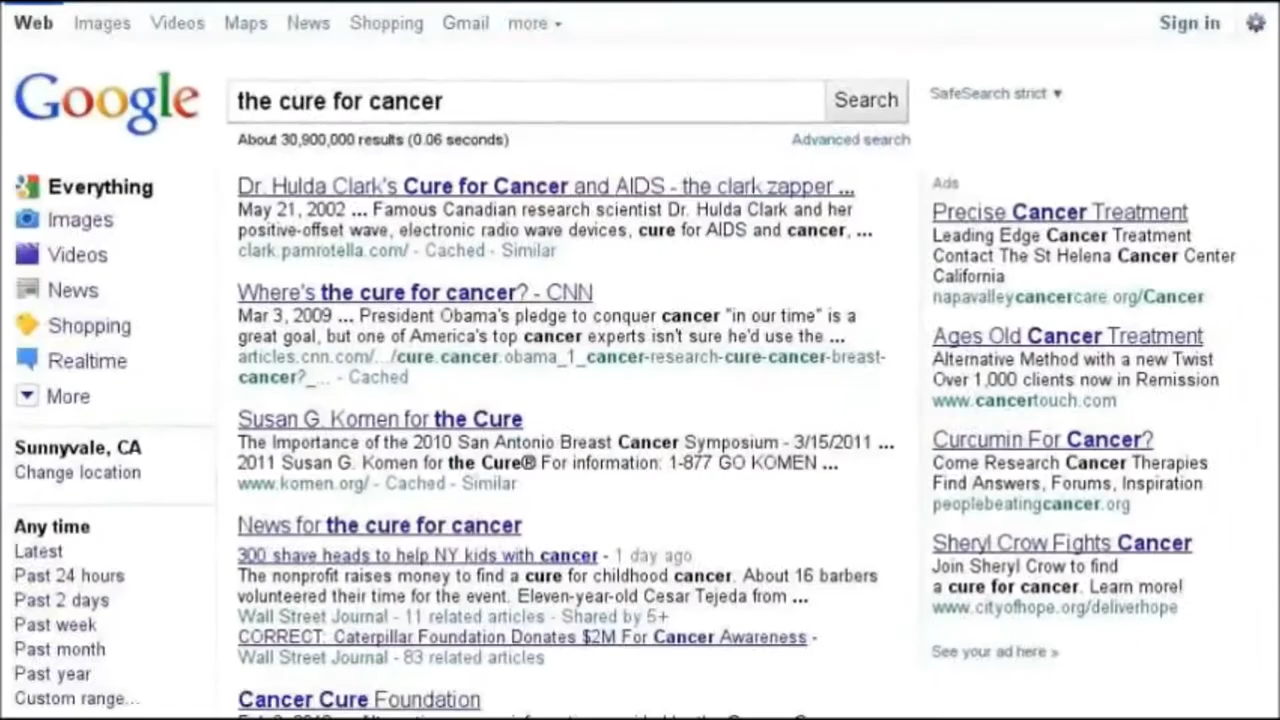 Web Images Videos Maps News Shopping Gmail more Sign in
Google
the cure for cancer Search SafeSearch strict
About 30,900,000 results (0.06 seconds) Advanced search
Everything
Images
Videos
News
Shopping
Realtime
More
Sunnyvale, CA
Change location
Any time
Latest
Past 24 hours
Past 2 days
Past week
Past month
Past year
Custom range...
Dr. Hulda Clark's Cure for Cancer and AIDS - the clark zapper ...
May 21, 2002 ... Famous Canadian research scientist Dr. Hulda Clark and her
positive-offset wave, electronic radio wave devices, cure for AIDS and cancer, ...
clark.pamrotella.com/ - Cached - Similar
Where's the cure for cancer? - CNN
Mar 3, 2009 ... President Obama's pledge to conquer cancer "in our time" is a
great goal, but one of America's top cancer experts isn't sure he'd use the ...
articles.cnn.com/.../cure.cancer.obama_1_cancer-research-cure-cancer-breast-
cancer?_... - Cached
Susan G. Komen for the Cure
The Importance of the 2010 San Antonio Breast Cancer Symposium - 3/15/2011 ...
2011 Susan G. Komen for the Cure® For information: 1-877 GO KOMEN ...
www.komen.org/ - Cached - Similar
News for the cure for cancer
300 shave heads to help NY kids with cancer - 1 day ago
The nonprofit raises money to find a cure for childhood cancer. About 16 barbers
volunteered their time for the event. Eleven-year-old Cesar Tejeda from ...
Wall Street Journal - 11 related articles - Shared by 5+
CORRECT: Caterpillar Foundation Donates $2M For Cancer Awareness -
Wall Street Journal - 83 related articles
Cancer Cure Foundation
Ads
Precise Cancer Treatment
Leading Edge Cancer Treatment
Contact The St Helena Cancer Center
California
napavalleycancercare.org/Cancer
Ages Old Cancer Treatment
Alternative Method with a new Twist
Over 1,000 clients now in Remission
www.cancertouch.com
Curcumin For Cancer?
Come Research Cancer Therapies
Find Answers, Forums, Inspiration
peoplebeatingcancer.org
Sheryl Crow Fights Cancer
Join Sheryl Crow to find
a cure for cancer. Learn more!
www.cityofhope.org/deliverhope
See your ad here »